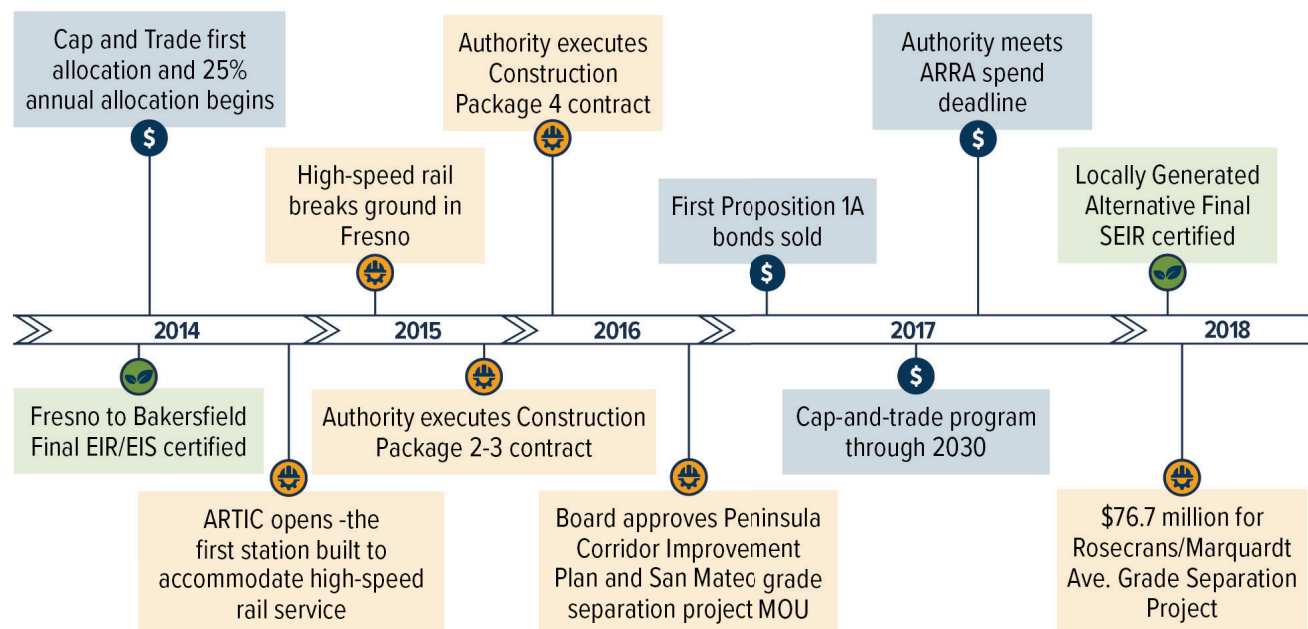 Cap and Trade first
allocation and 25%
annual allocation begins
$
High-speed rail
breaks ground in
Fresno
Authority executes
Construction
Package 4 contract
First Proposition 1A
bonds sold
$
Authority meets
ARRA spend
deadline
$
Locally Generated
Alternative Final
SEIR certified
2014
2015
2016
2017
2018
Fresno to Bakersfield
Final EIR/EIS certified
ARTIC opens -the
first station built to
accommodate high-speed
rail service
Authority executes Construction
Package 2-3 contract
Board approves Peninsula
Corridor Improvement
Plan and San Mateo grade
separation project MOU
$
Cap-and-trade program
through 2030
$76.7 million for
Rosecrans/Marquardt
Ave. Grade Separation
Project